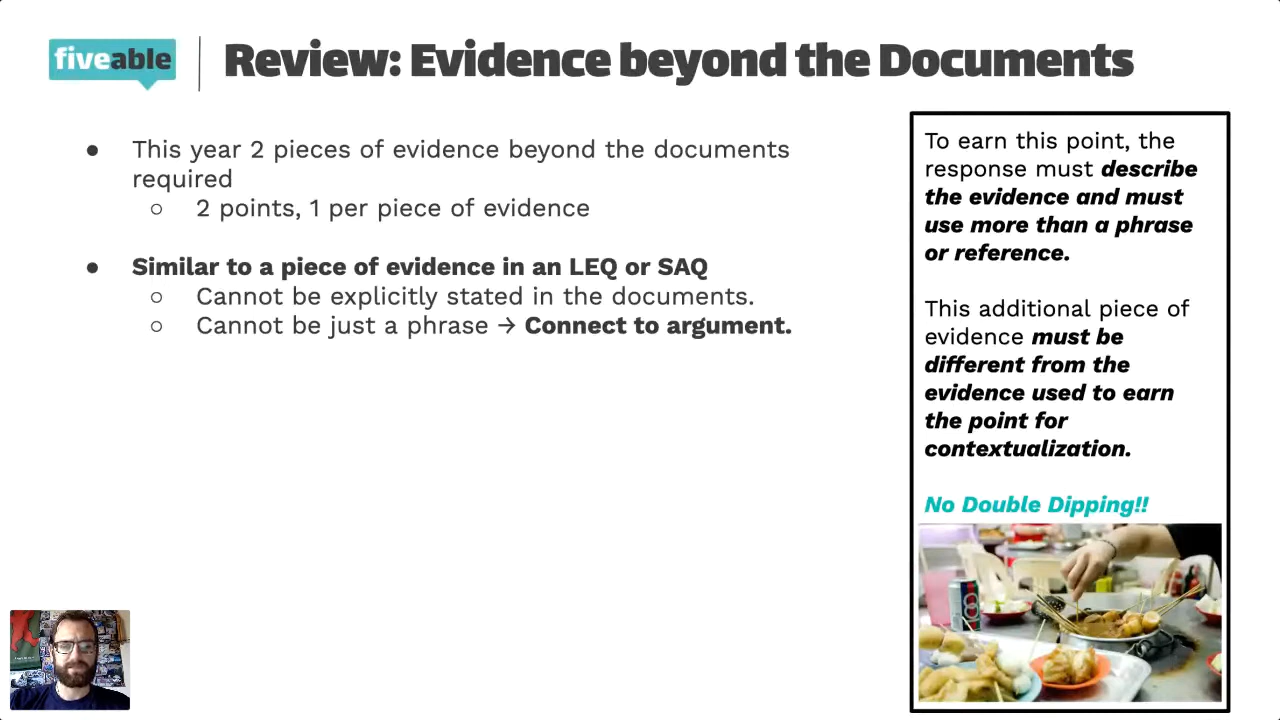 fiveable
Review: Evidence beyond the Documents
● This year 2 pieces of evidence beyond the documents
required
○ 2 points, 1 per piece of evidence
● Similar to a piece of evidence in an LEQ or SAQ
○ Cannot be explicitly stated in the documents.
○ Cannot be just a phrase → Connect to argument.
To earn this point, the
response must describe
the evidence and must
use more than a phrase
or reference.
This additional piece of
evidence must be
different from the
evidence used to earn
the point for
contextualization.
No Double Dipping!!